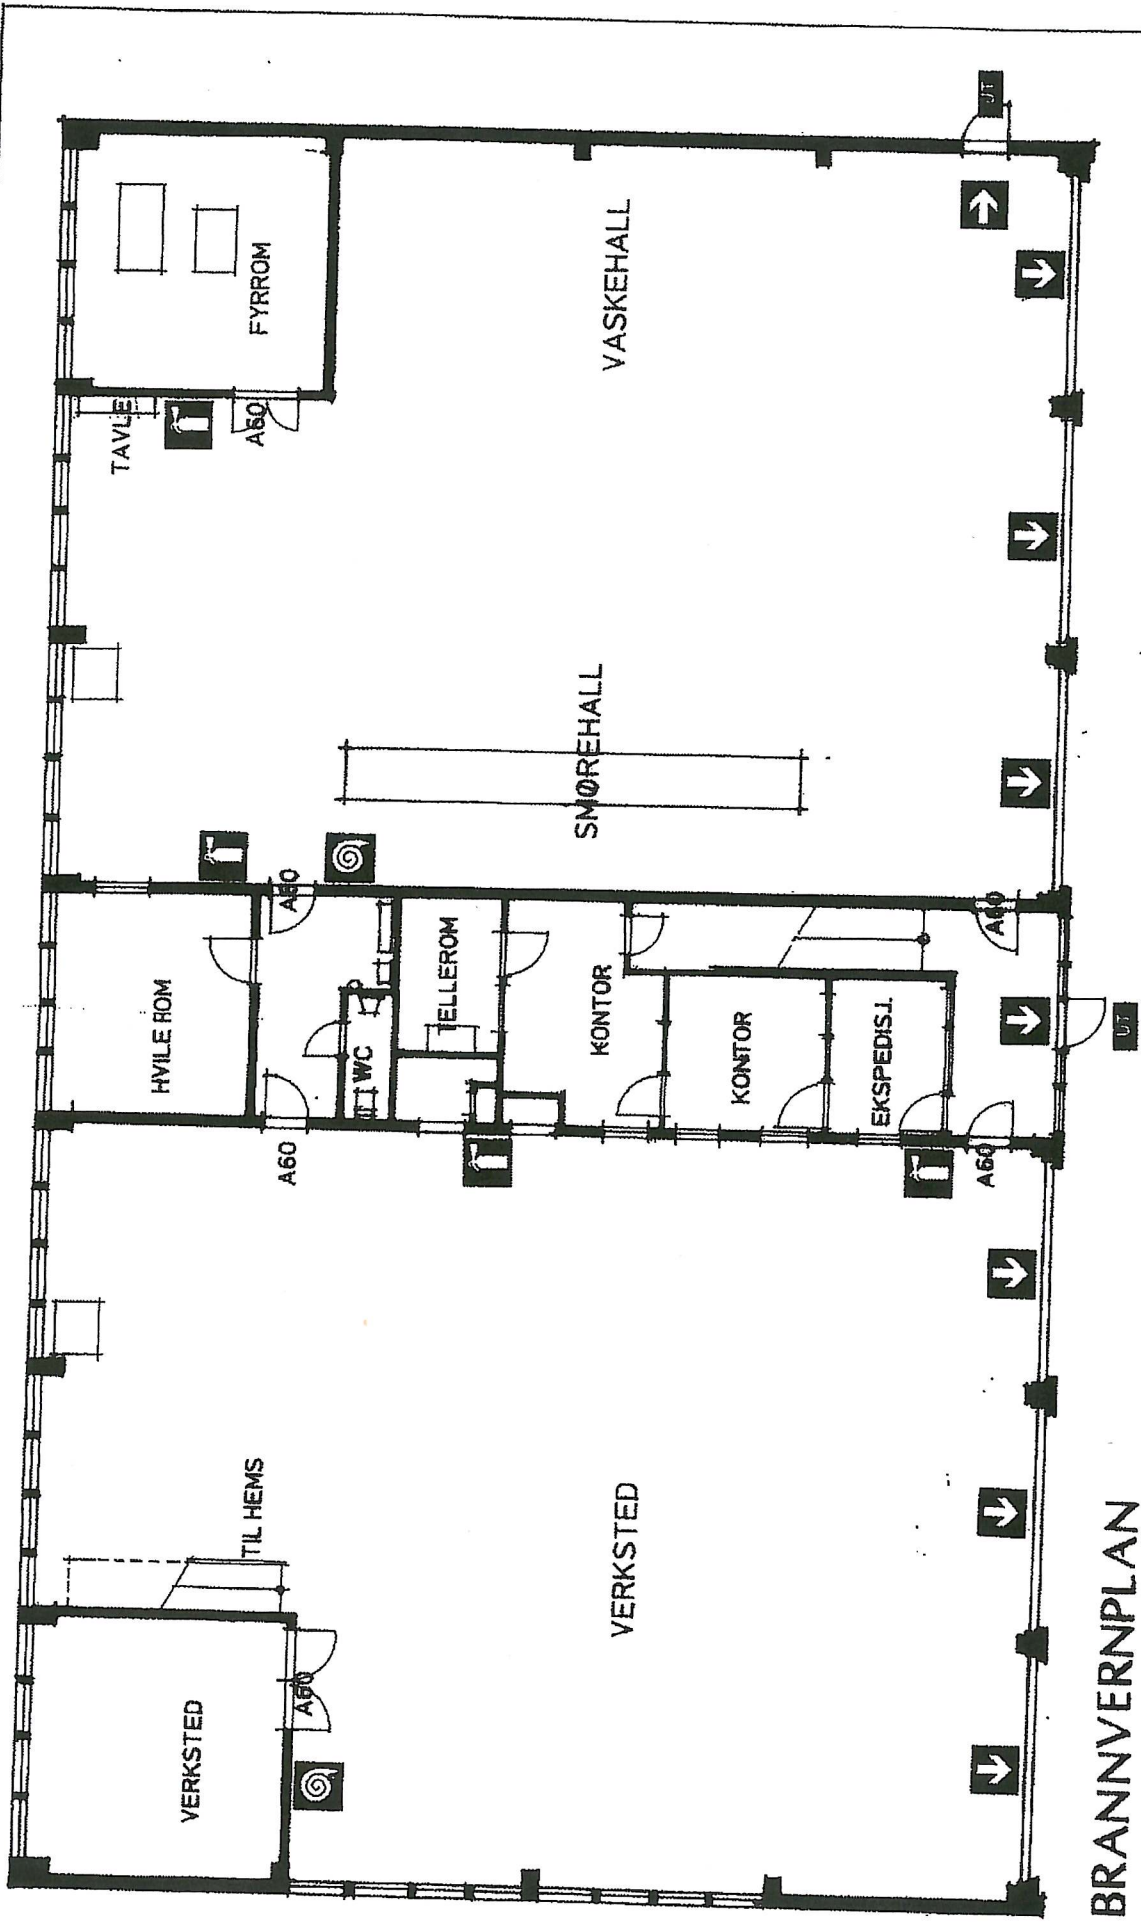 VERKSTED
A60
TIL HEMS
VERKSTED
HVILE ROM
A60
A60
WC
TELLEROM
KONTOR
KONTOR
EKSPEDISJ.
A60
A60
UT
TAVLE
FYRROM
A60
SMØREHALL
VASKEHALL
UT
BRANNVERNPLAN